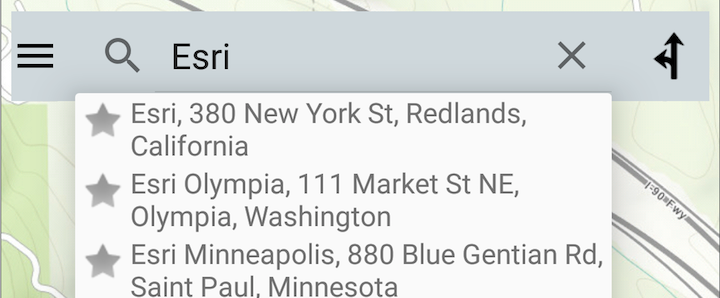 Esri
Esri, 380 New York St, Redlands,
California
Esri Olympia, 111 Market St NE,
Olympia, Washington
Esri Minneapolis, 880 Blue Gentian Rd,
Saint Paul, Minnesota
I-90 Fwy